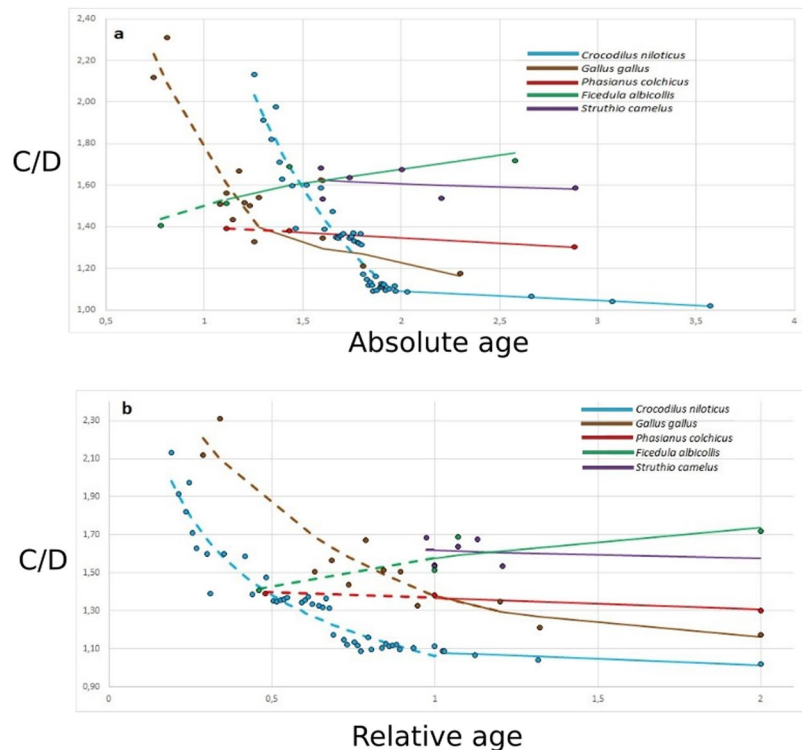 a
2,40
2,20
2,00
1,80
1,60
1,40
1,20
1,00
C/D
Crocodilus niloticus
Gallus gallus
Phasianus colchicus
Ficedula albicollis
Struthio camelus
0,5 1 1,5 2 2,5 3 3,5 4
Absolute age
b
2,30
2,10
1,90
1,70
1,50
1,30
1,10
0,90
C/D
Crocodilus niloticus
Gallus gallus
Phasianus colchicus
Ficedula albicollis
Struthio camelus
0 0,5 1 1,5 2
Relative age